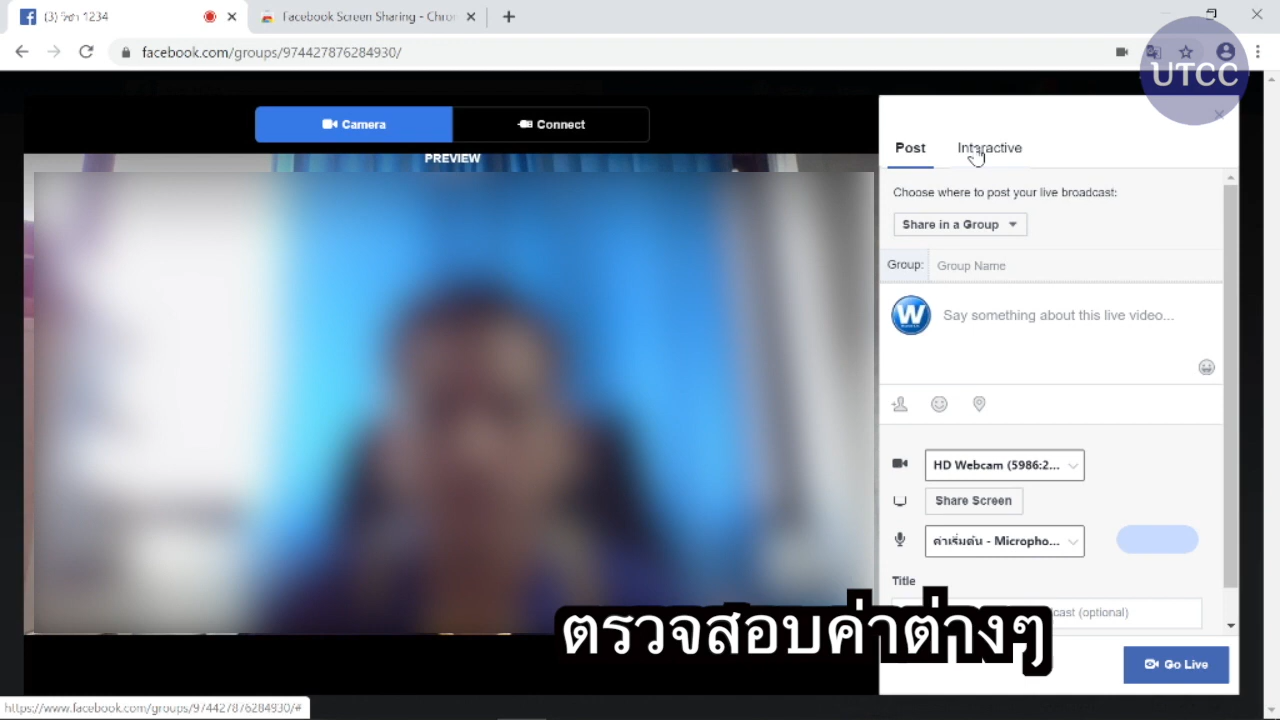 (3) วิชา 1234
Facebook Screen Sharing - Chro
facebook.com/groups/974427876284930/
UTCC
Camera
Connect
PREVIEW
Post
Interactive
Choose where to post your live broadcast:
Share in a Group
Group:
Group Name
W
Say something about this live video...
HD Webcam (5986:2...
Share Screen
ค่าเริ่มต้น - Micropho...
Title
cast (optional)
ตรวจสอบค่าต่างๆ
Go Live
https://www.facebook.com/groups/974427876284930/#